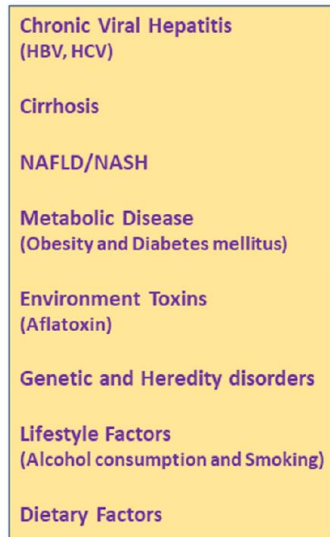 Chronic Viral Hepatitis
(HBV, HCV)
Cirrhosis
NAFLD/NASH
Metabolic Disease
(Obesity and Diabetes mellitus)
Environment Toxins
(Aflatoxin)
Genetic and Heredity disorders
Lifestyle Factors
(Alcohol consumption and Smoking)
Dietary Factors